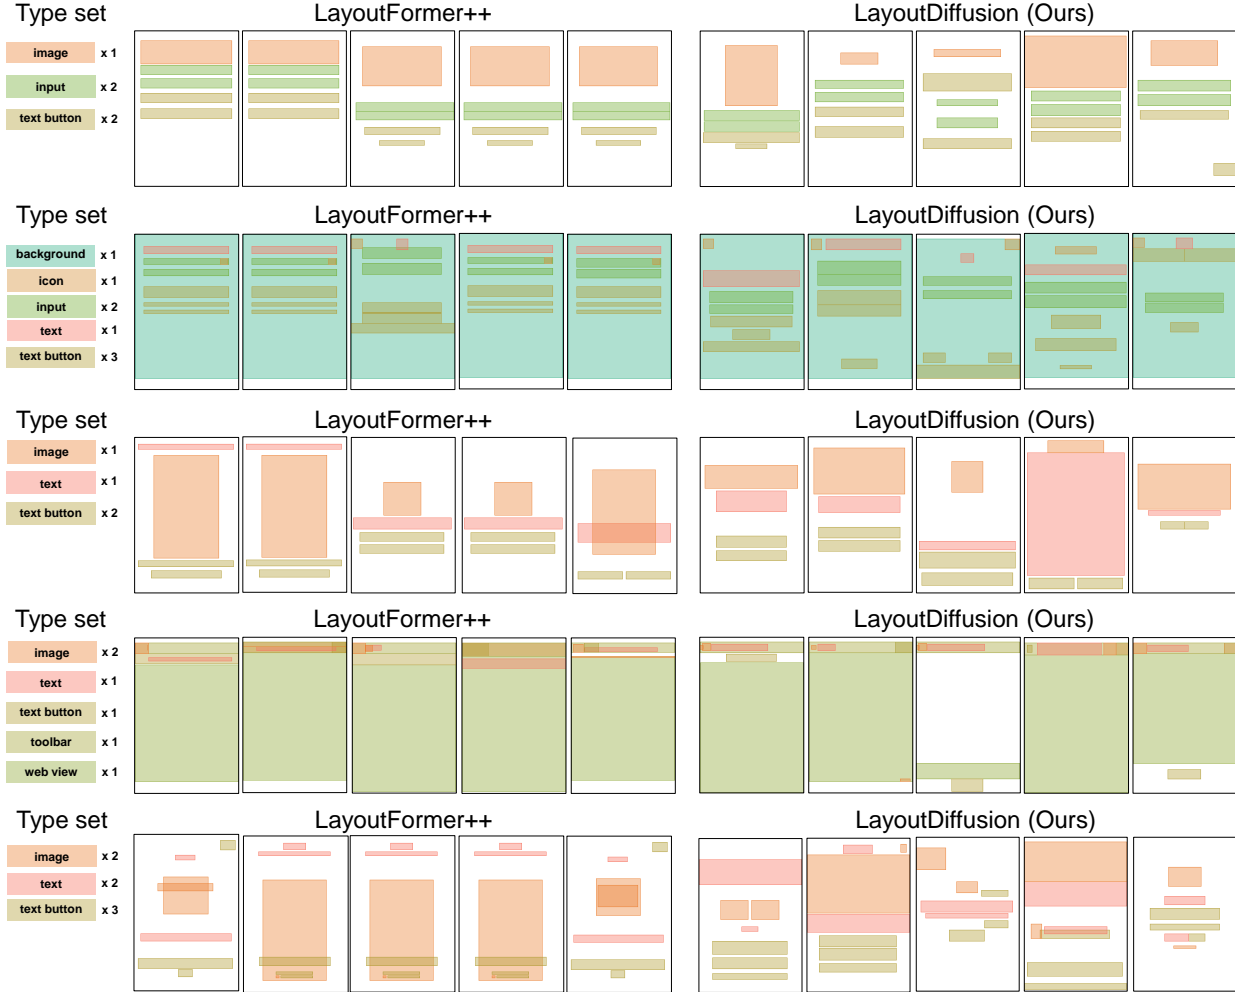 Type set LayoutFormer++ LayoutDiffusion (Ours)
image x 1
input x 2
text button x 2
Type set LayoutFormer++ LayoutDiffusion (Ours)
background x 1
icon x 1
input x 2
text x 1
text button x 3
Type set LayoutFormer++ LayoutDiffusion (Ours)
image x 1
text x 1
text button x 2
Type set LayoutFormer++ LayoutDiffusion (Ours)
image x 2
text x 1
text button x 1
toolbar x 1
web view x 1
Type set LayoutFormer++ LayoutDiffusion (Ours)
image x 2
text x 2
text button x 3